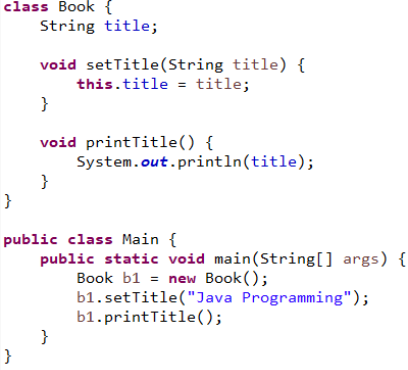 class Book {
    String title;

    void setTitle(String title) {
        this.title = title;
    }

    void printTitle() {
        System.out.println(title);
    }
}

public class Main {
    public static void main(String[] args) {
        Book b1 = new Book();
        b1.setTitle("Java Programming");
        b1.printTitle();
    }
}